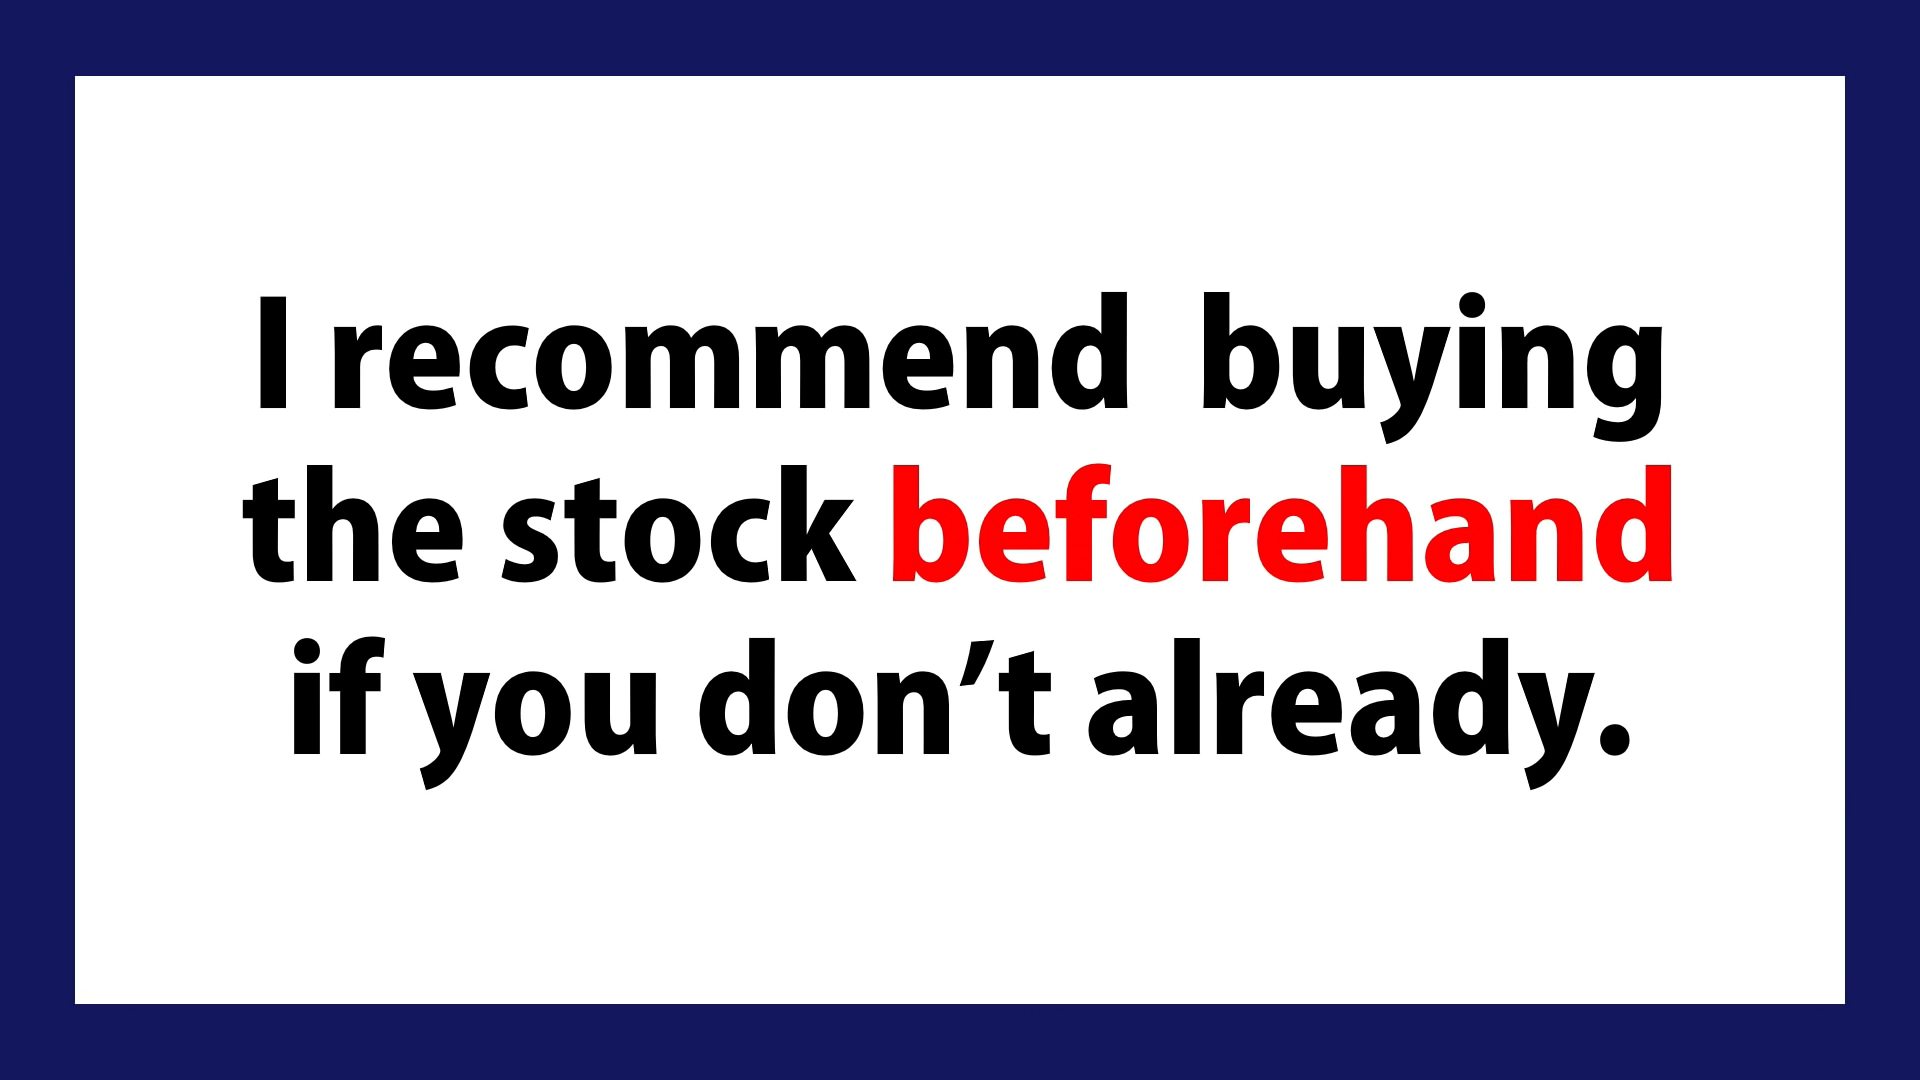 I recommend  buying
the stock beforehand
if you don’t already.